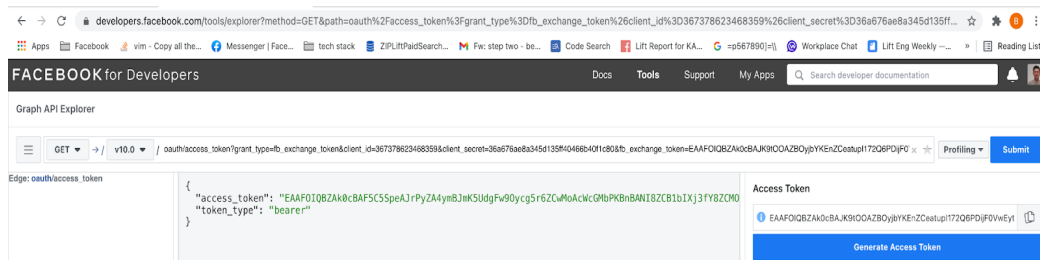 developers.facebook.com/tools/explorer?method=GET&path=oauth%2Faccess_token%3Fgrant_type%3Dfb_exchange_token%26client_id%3D367378623468359%26client_secret%3D36a676ae8a345d135ff...
Apps Facebook vim - Copy all the... Messenger | Face... tech stack ZIPLiftPaidSearch... Fw: step two - be... Code Search Lift Report for KA... =p567890]=\\ Workplace Chat Lift Eng Weekly —... » Reading List
FACEBOOK for Developers Docs Tools Support My Apps Search developer documentation
Graph API Explorer
GET → / v10.0 / oauth/access_token?grant_type=fb_exchange_token&client_id=367378623468359&client_secret=36a676ae8a345d135ff40466b40f1c80&fb_exchange_token= Profiling Submit
Edge: oauth/access_token
{
"access_token":
"token_type": "bearer"
}
Access Token
Generate Access Token